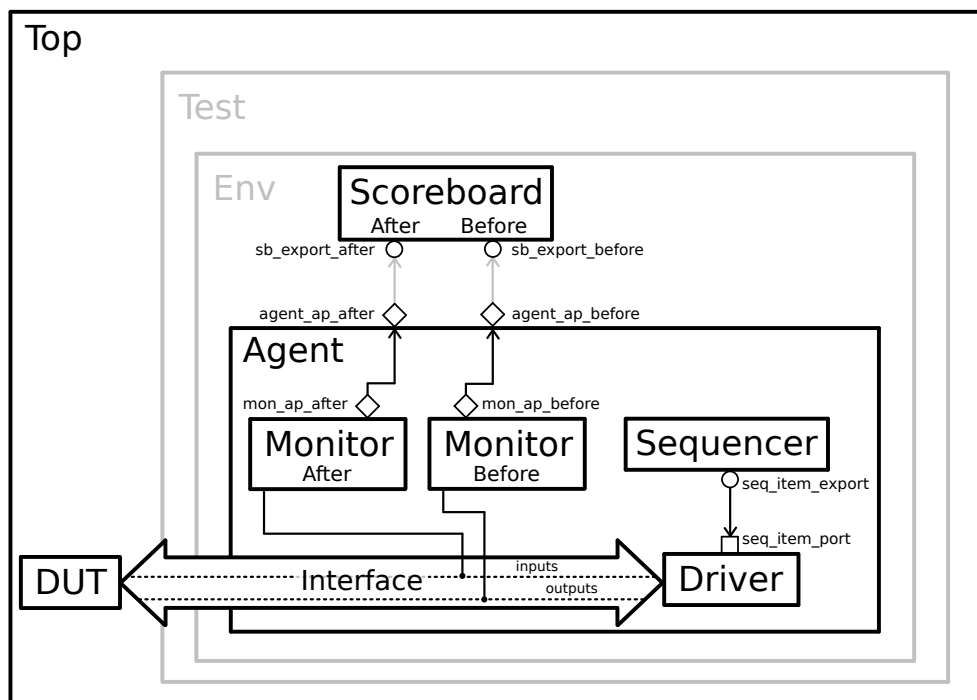 Top
Test
Env
Scoreboard
After Before
sb_export_after sb_export_before
agent_ap_after agent_ap_before
Agent
mon_ap_after mon_ap_before
Monitor Monitor Sequencer
After Before
seq_item_export
seq_item_port
inputs
DUT Interface Driver
outputs